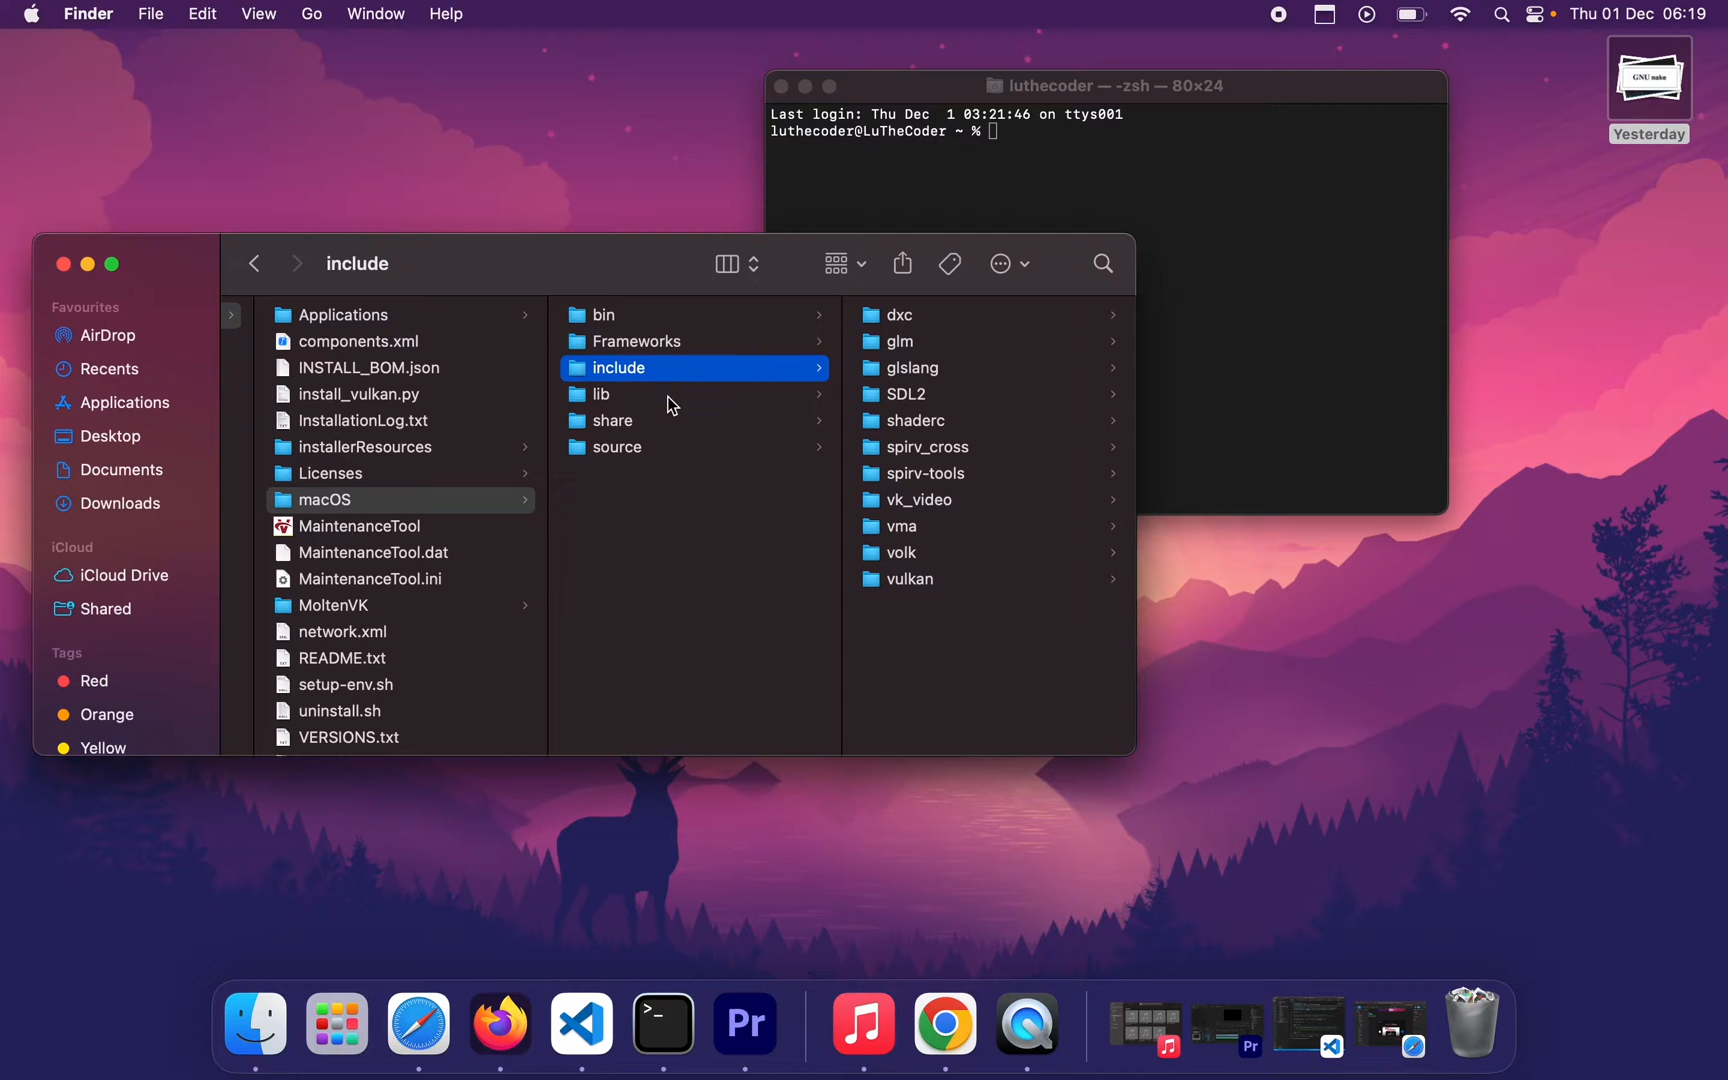 Finder File Edit View Go Window Help Thu 01 Dec 06:19
GNU make
Yesterday
luthecoder — -zsh — 80×24
Last login: Thu Dec  1 03:21:46 on ttys001
luthecoder@LuTheCoder ~ %
include
Favourites
AirDrop
Recents
Applications
Desktop
Documents
Downloads
iCloud
iCloud Drive
Shared
Tags
Red
Orange
Yellow
Applications
components.xml
INSTALL_BOM.json
install_vulkan.py
InstallationLog.txt
installerResources
Licenses
macOS
MaintenanceTool
MaintenanceTool.dat
MaintenanceTool.ini
MoltenVK
network.xml
README.txt
setup-env.sh
uninstall.sh
VERSIONS.txt
bin
Frameworks
include
lib
share
source
dxc
glm
glslang
SDL2
shaderc
spirv_cross
spirv-tools
vk_video
vma
volk
vulkan
>_
Pr
Pr